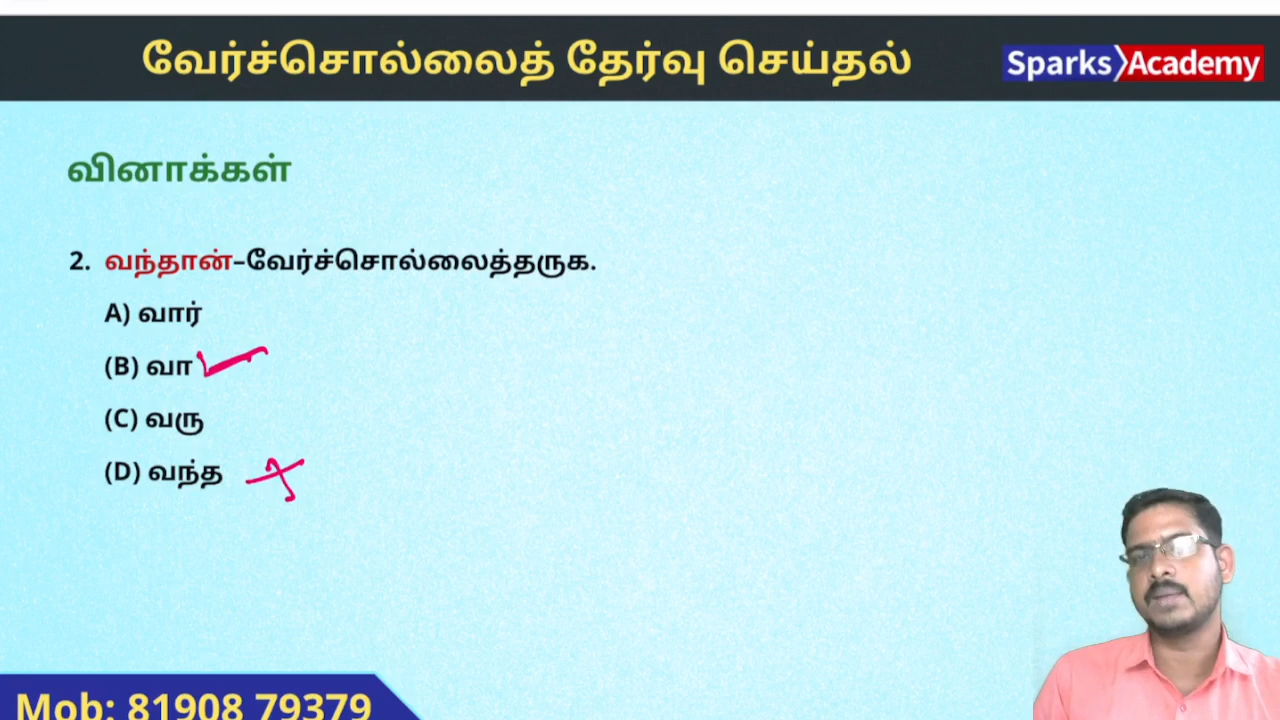 வேர்ச்சொல்லைத் தேர்வு செய்தல்
Sparks Academy
வினாக்கள்
2. வந்தான்–வேர்ச்சொல்லைத்தருக.
A) வார்
(B) வா
(C) வரு
(D) வந்த
Mob: 81908 79379